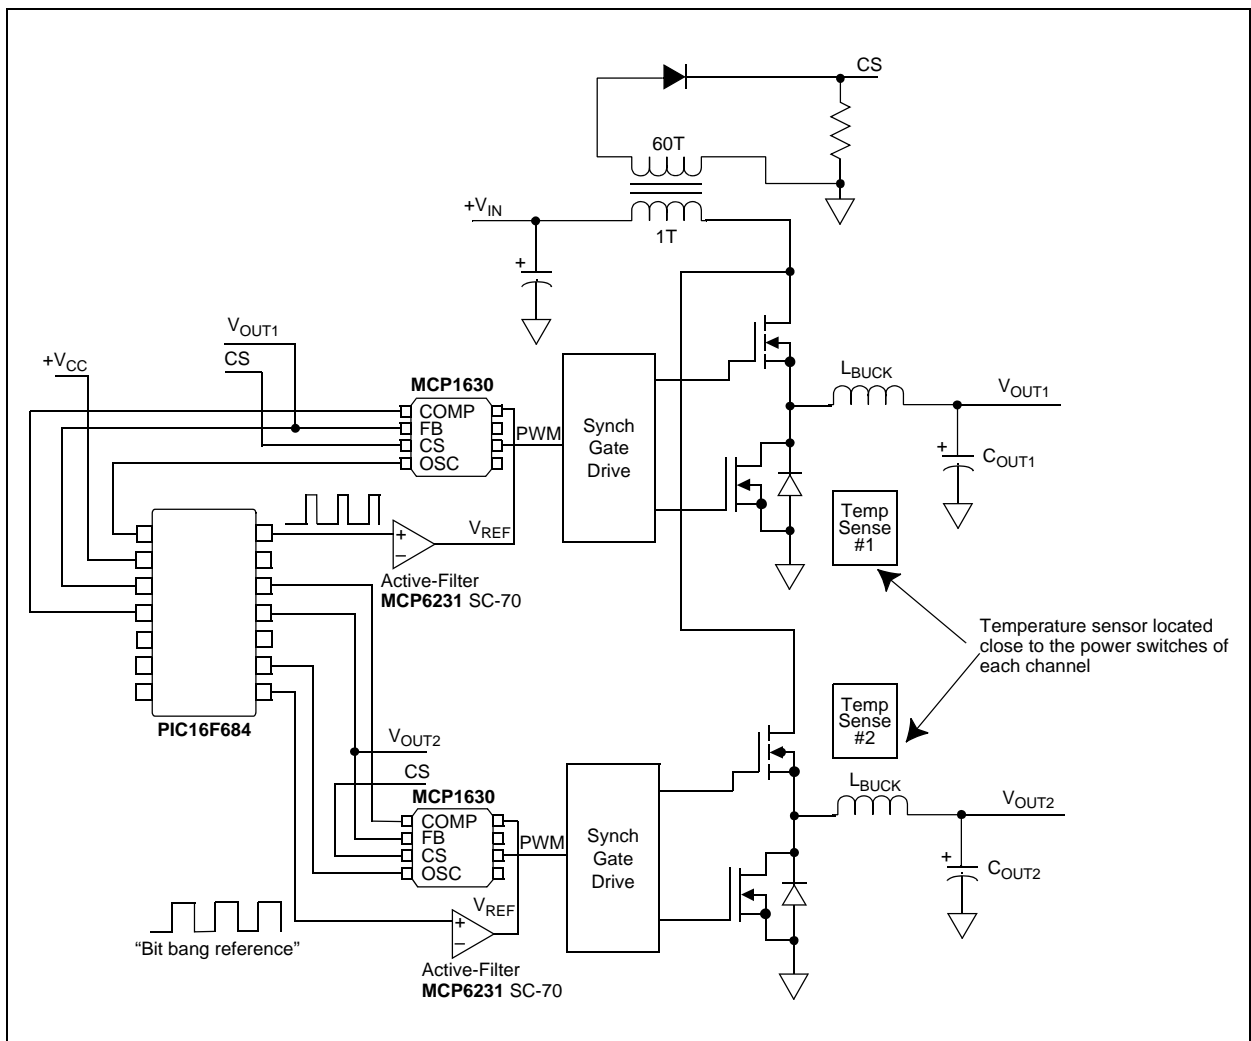 CS
60T
+VIN
1T
VOUT1
+VCC
CS
MCP1630
COMP
FB
CS
OSC
PWM
Synch
Gate
Drive
LBUCK
VOUT1
COUT1
+
+
Temp
Sense
#1
VREF
+
–
Active-Filter
MCP6231 SC-70
PIC16F684
Temperature sensor located
close to the power switches of
each channel
Temp
Sense
#2
VOUT2
CS
MCP1630
COMP
FB
CS
OSC
PWM
Synch
Gate
Drive
LBUCK
VOUT2
COUT2
+
VREF
+
–
“Bit bang reference”
Active-Filter
MCP6231 SC-70